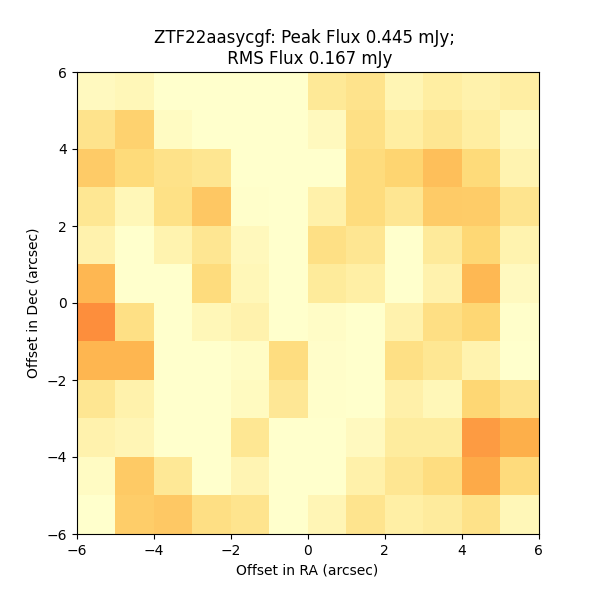 ZTF22aasycgf: Peak Flux 0.445 mJy;
RMS Flux 0.167 mJy
6
4
2
0
−2
−4
−6
Offset in Dec (arcsec)
−6 −4 −2 0 2 4 6
Offset in RA (arcsec)